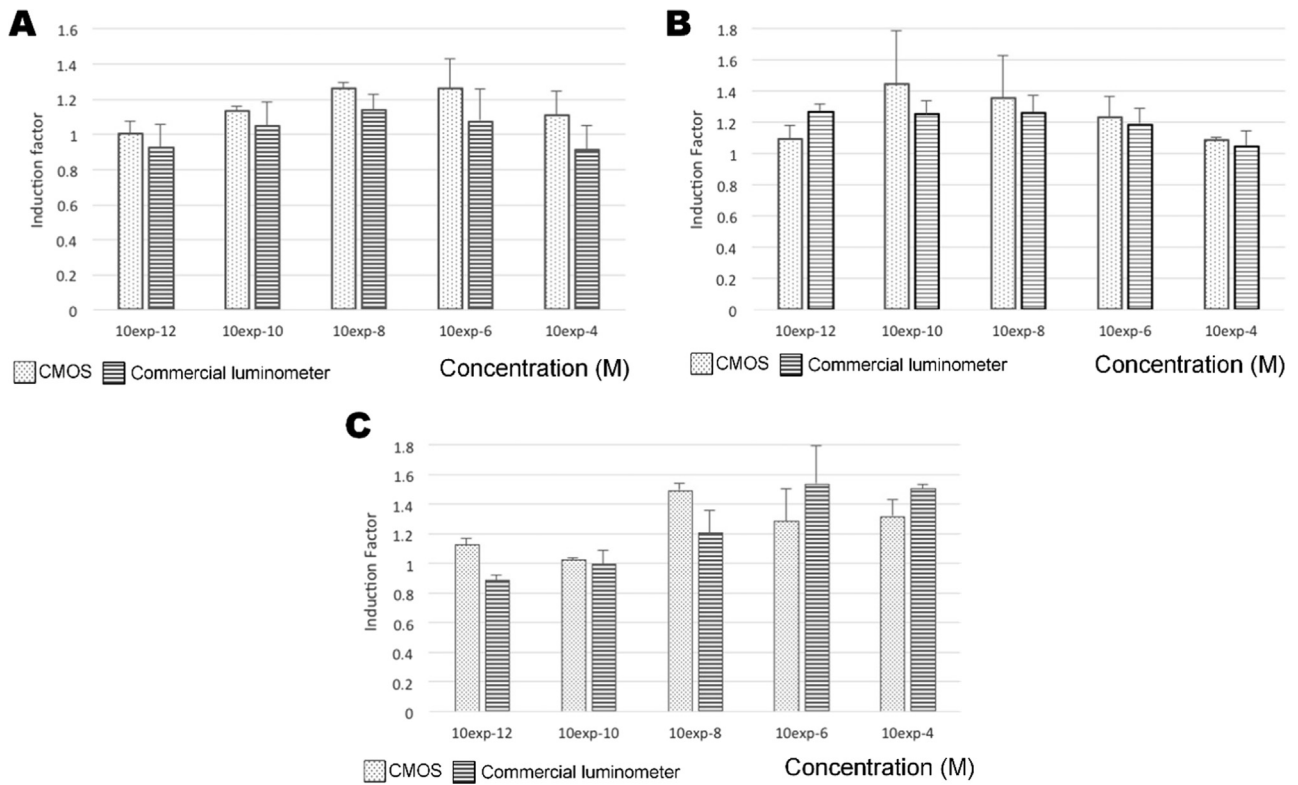 A
1.6
1.4
1.2
1
0.8
0.6
0.4
0.2
0
Induction factor
10exp-12 10exp-10 10exp-8 10exp-6 10exp-4
CMOS Commercial luminometer
Concentration (M)
B
1.8
1.6
1.4
1.2
1
0.8
0.6
0.4
0.2
0
Induction Factor
10exp-12 10exp-10 10exp-8 10exp-6 10exp-4
CMOS Commercial luminometer
Concentration (M)
C
1.8
1.6
1.4
1.2
1
0.8
0.6
0.4
0.2
0
Induction Factor
10exp-12 10exp-10 10exp-8 10exp-6 10exp-4
CMOS Commercial luminometer
Concentration (M)